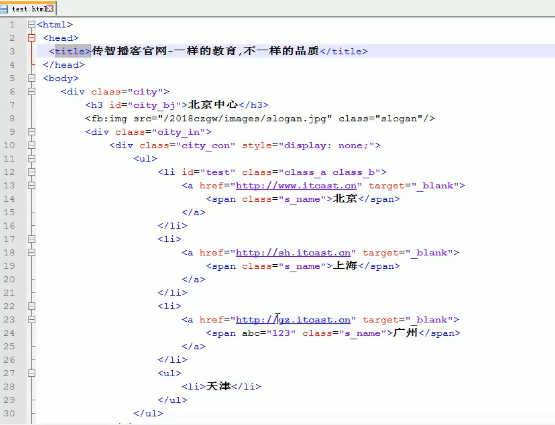 test.html
1 <html>
2 <head>
3 <title>传智播客官网-一样的教育,不一样的品质</title>
4 </head>
5 <body>
6 <div class="city">
7 <h3 id="city_bj">北京中心</h3>
8 <fb:img src="/2018czgw/images/slogan.jpg" class="slogan"/>
9 <div class="city_in">
10 <div class="city_con" style="display: none;">
11 <ul>
12 <li id="test" class="class_a class_b">
13 <a href="http://www.itcast.cn" target="_blank">
14 <span class="s_name">北京</span>
15 </a>
16 </li>
17 <li>
18 <a href="http://sh.itcast.cn" target="_blank">
19 <span class="s_name">上海</span>
20 </a>
21 </li>
22 <li>
23 <a href="http://gz.itcast.cn" target="_blank">
24 <span abc="123" class="s_name">广州</span>
25 </a>
26 </li>
27 <ul>
28 <li>天津</li>
29 </ul>
30 </ul>